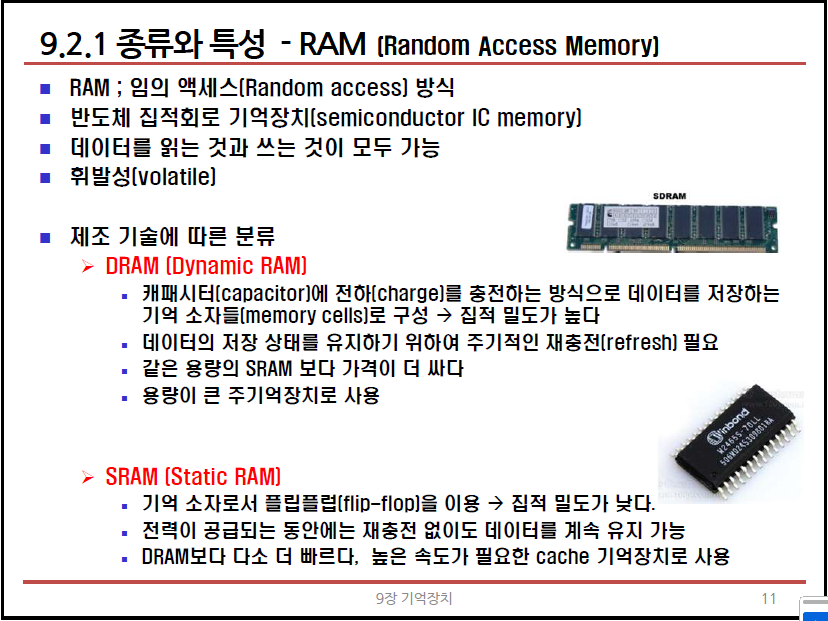 9.2.1 종류와 특성 - RAM (Random Access Memory)
RAM ; 임의 액세스(Random access) 방식
반도체 집적회로 기억장치(semiconductor IC memory)
데이터를 읽는 것과 쓰는 것이 모두 가능
휘발성(volatile)
SDRAM
제조 기술에 따른 분류
DRAM (Dynamic RAM)
캐패시터(capacitor)에 전하(charge)를 충전하는 방식으로 데이터를 저장하는
기억 소자들(memory cells)로 구성 → 집적 밀도가 높다
데이터의 저장 상태를 유지하기 위하여 주기적인 재충전(refresh) 필요
같은 용량의 SRAM 보다 가격이 더 싸다
용량이 큰 주기억장치로 사용
winbond
SRAM (Static RAM)
기억 소자로서 플립플럽(flip-flop)을 이용 → 집적 밀도가 낮다.
전력이 공급되는 동안에는 재충전 없이도 데이터를 계속 유지 가능
DRAM보다 다소 더 빠르다, 높은 속도가 필요한 cache 기억장치로 사용
9장 기억장치
11